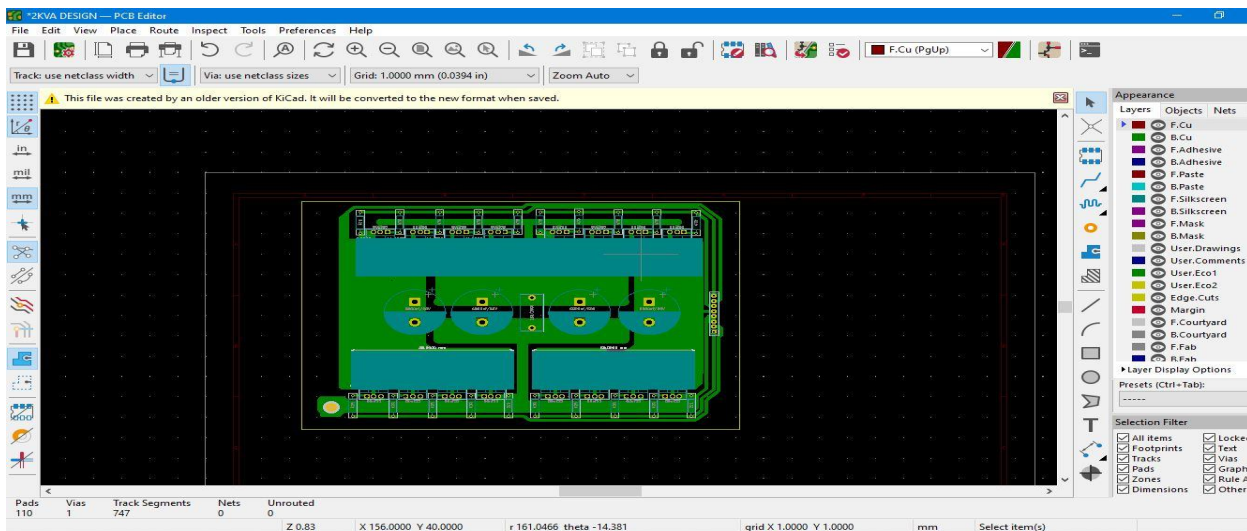 *2KVA DESIGN — PCB Editor
File Edit View Place Route Inspect Tools Preferences Help
F.Cu (PgUp)
Track: use netclass width Via: use netclass sizes Grid: 1.0000 mm (0.0394 in) Zoom Auto
This file was created by an older version of KiCad. It will be converted to the new format when saved.
in
mil
mm
Appearance
Layers Objects Nets
F.Cu
B.Cu
F.Adhesive
B.Adhesive
F.Paste
B.Paste
F.Silkscreen
B.Silkscreen
F.Mask
B.Mask
User.Drawings
User.Comments
User.Eco1
User.Eco2
Edge.Cuts
Margin
F.Courtyard
B.Courtyard
F.Fab
B.Fab
Layer Display Options
Presets (Ctrl+Tab):
-----
Selection Filter
All items Locke
Footprints Text
Tracks Vias
Pads Graph
Zones Rule A
Dimensions Other
Pads Vias Track Segments Nets Unrouted
110 1 747 0 0
Z 0.83 X 156.0000 Y 40.0000 r 161.0466 theta -14.381 grid X 1.0000 Y 1.0000 mm Select item(s)